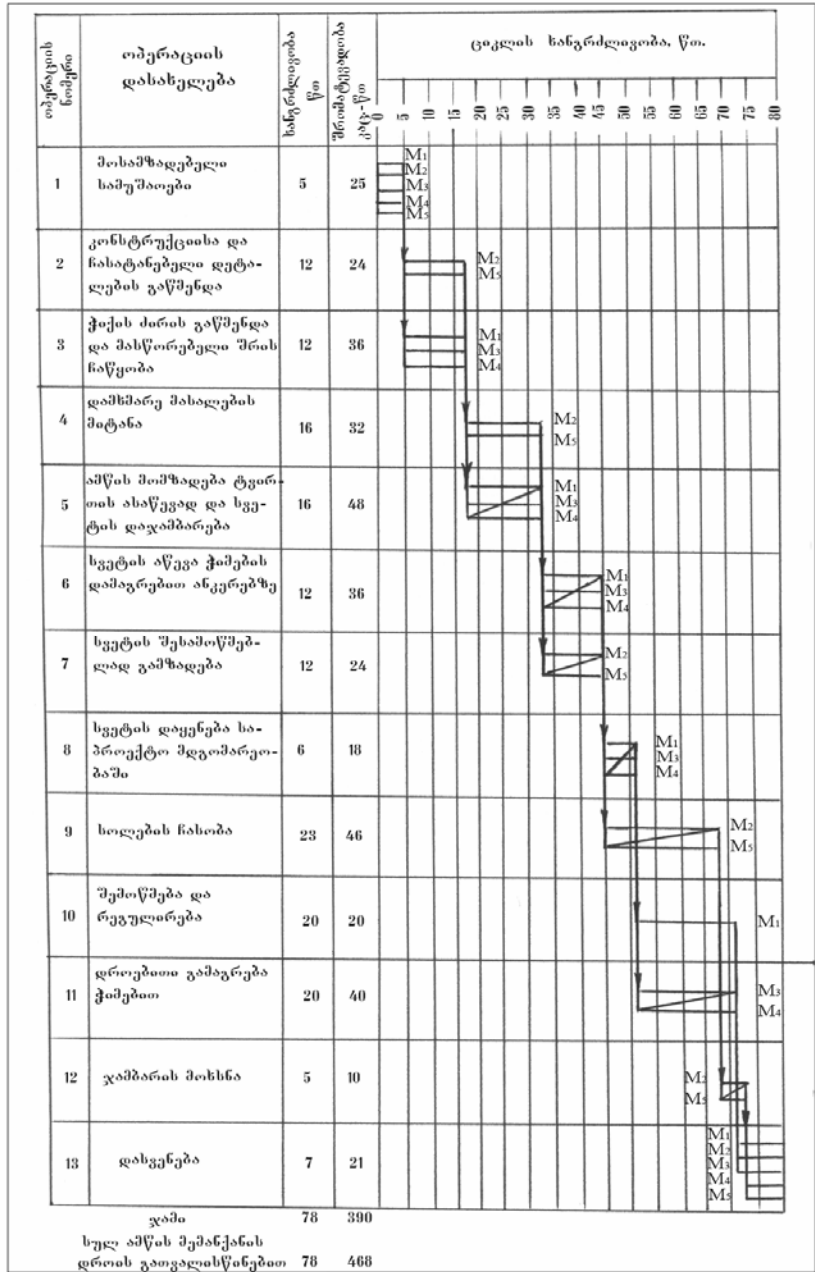 ოპერაციის
ნომერი
ოპერაციის
დასახელება
ხანგრძლივობა
წთ
შრომატევადობა
კაც-წთ
ციკლის ხანგრძლივობა, წთ.
0 5 10 15 20 25 30 35 40 45 50 55 60 65 70 75 80
1
მოსამზადებელი
სამუშაოები
5
25
M1
M2
M3
M4
M5
2
კონსტრუქციისა და
ჩასატანებელი დეტა-
ლების გაწმენდა
12
24
M2
M5
3
ჭიქის ძირის გაწმენდა
და მასწორებელი შრის
ჩაწყობა
12
36
M1
M3
M4
4
დამხმარე მასალების
მიტანა
16
32
M2
M5
5
ამწის მომზადება ტვირ-
თის ასაწევად და სვე-
ტის დაჯამბარება
16
48
M1
M3
M4
6
სვეტის აწევა ჭიმების
დამაგრებით ანკერებზე
12
36
M1
M3
M4
7
სვეტის შესამოწმებ-
ლად გამზადება
12
24
M2
M5
8
სვეტის დაყენება სა-
პროექტო მდგომარეო-
ბაში
6
18
M1
M3
M4
9
სოლების ჩასობა
23
46
M2
M5
10
შემოწმება და
რეგულირება
20
20
M1
11
დროებითი გამაგრება
ჭიმებით
20
40
M3
M4
12
ჯამბარის მოხსნა
5
10
M2
M5
13
დასვენება
7
21
M1
M2
M3
M4
M5
ჯამი 78 390
სულ ამწის მემანქანის
დროის გათვალისწინებით 78 468